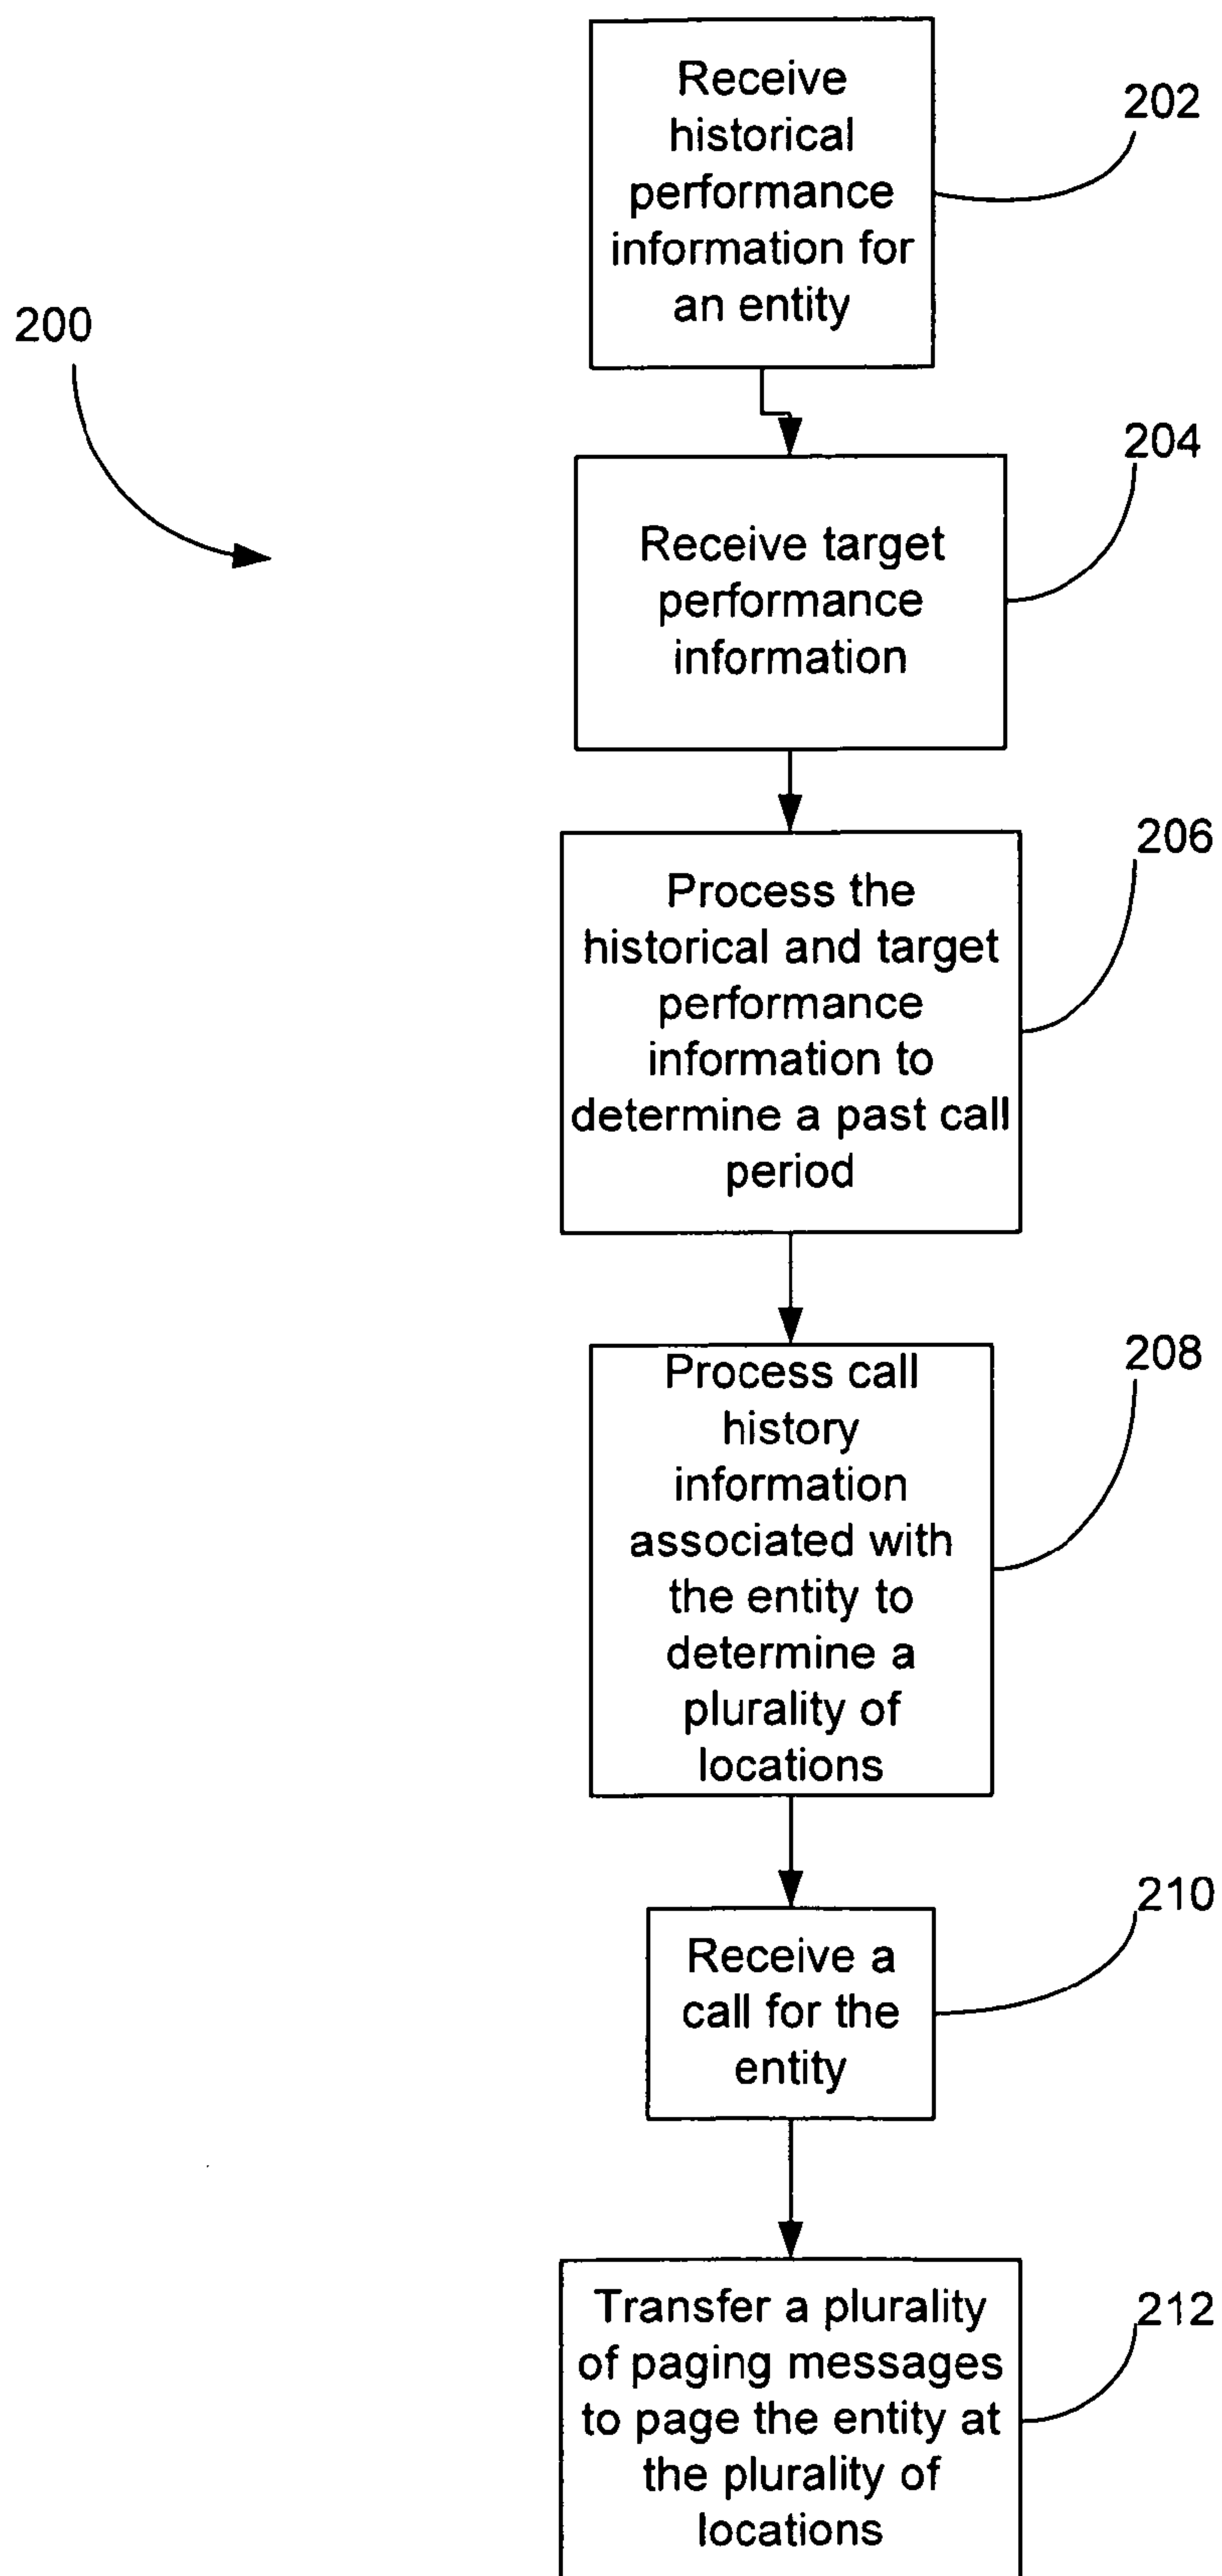 Receive
historical
performance
information for
an entity
202
200
Receive target
performance
information
204
Process the
historical and target
performance
information to
determine a past call
period
206
Process call
history
information
associated with
the entity to
determine a
plurality of
locations
208
Receive a
call for the
entity
210
Transfer a plurality
of paging messages
to page the entity at
the plurality of
locations
212